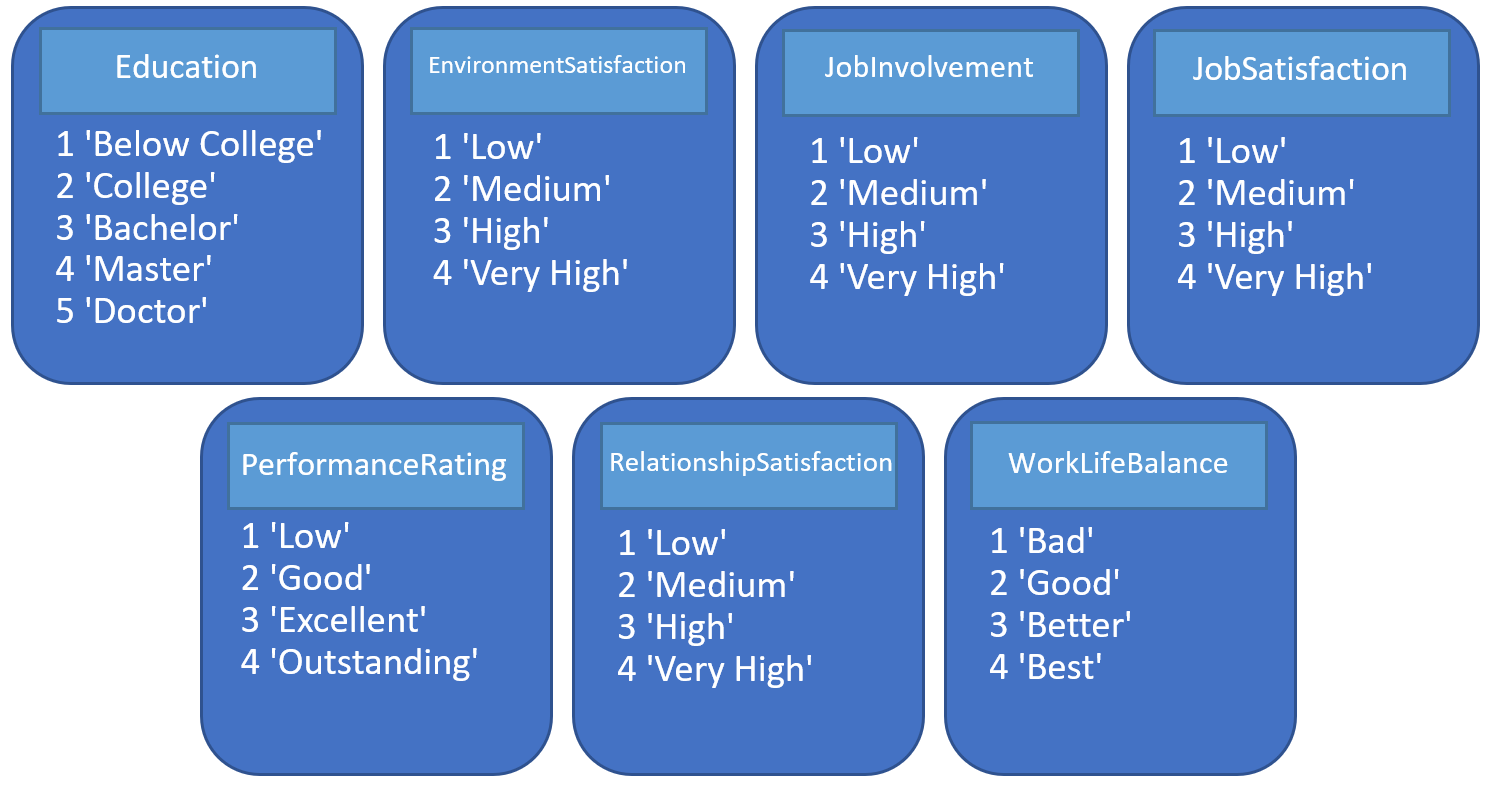 Education
1 'Below College'
2 'College'
3 'Bachelor'
4 'Master'
5 'Doctor'
EnvironmentSatisfaction
1 'Low'
2 'Medium'
3 'High'
4 'Very High'
JobInvolvement
1 'Low'
2 'Medium'
3 'High'
4 'Very High'
JobSatisfaction
1 'Low'
2 'Medium'
3 'High'
4 'Very High'
PerformanceRating
1 'Low'
2 'Good'
3 'Excellent'
4 'Outstanding'
RelationshipSatisfaction
1 'Low'
2 'Medium'
3 'High'
4 'Very High'
WorkLifeBalance
1 'Bad'
2 'Good'
3 'Better'
4 'Best'